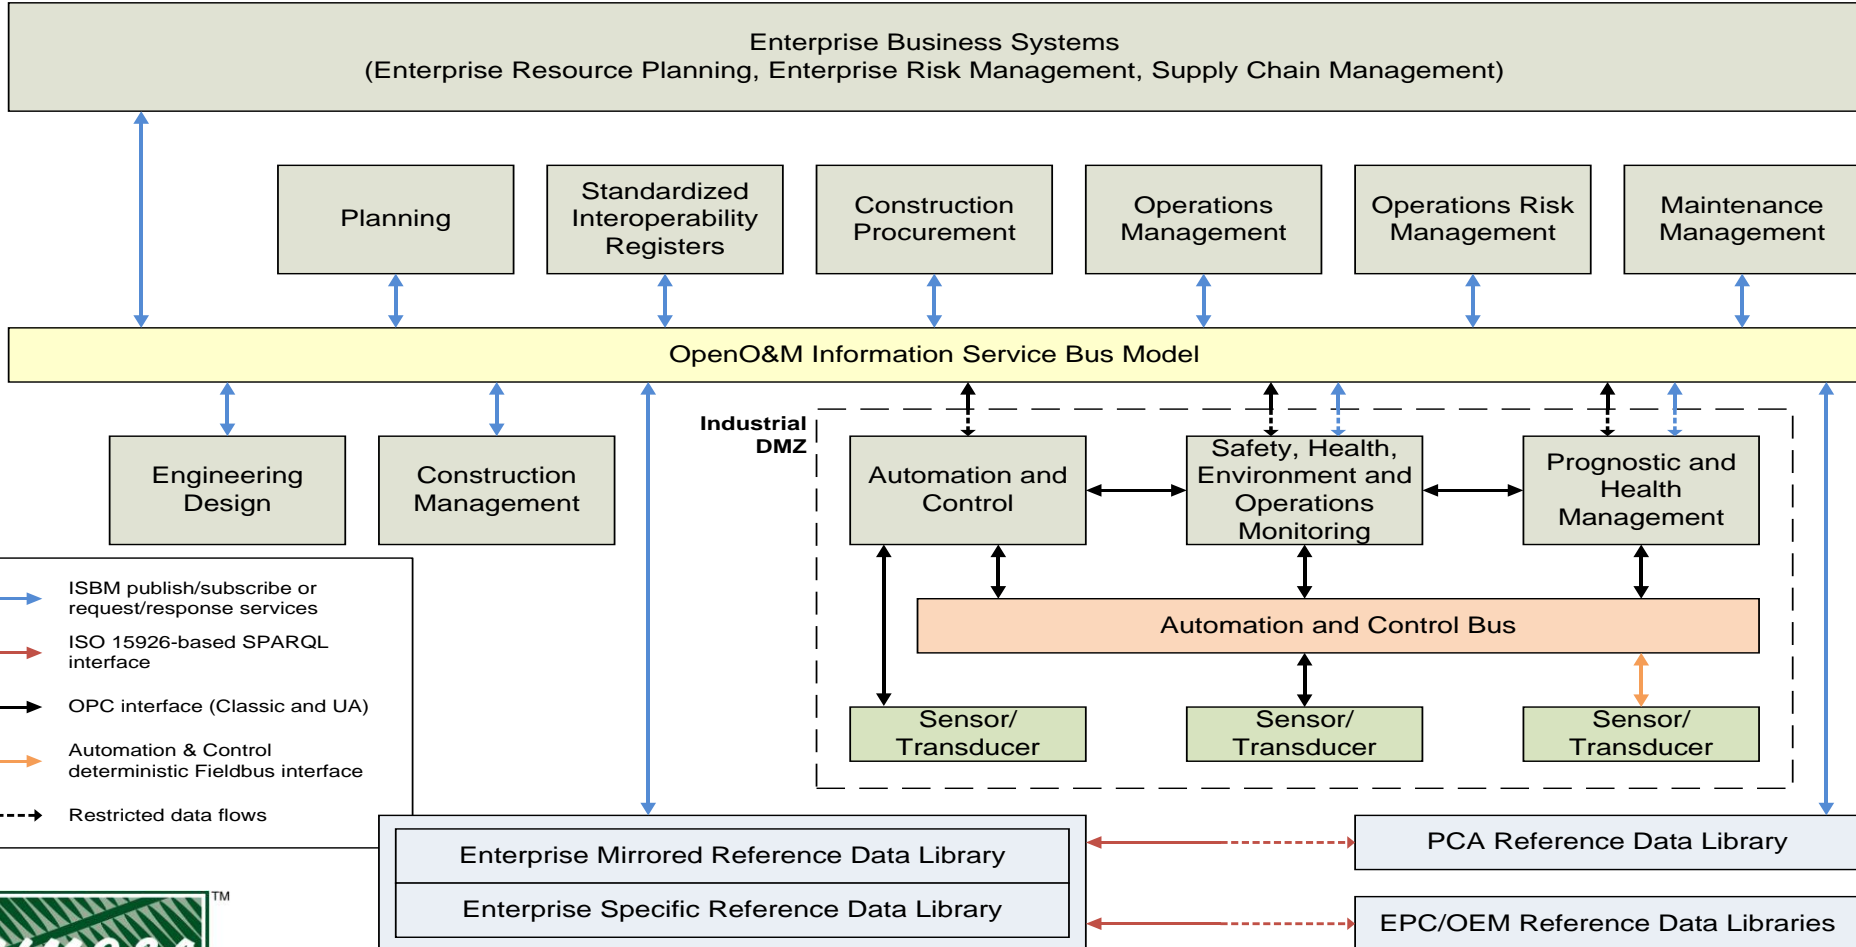 Enterprise Business Systems
(Enterprise Resource Planning, Enterprise Risk Management, Supply Chain Management)
Planning
Standardized
Interoperability
Registers
Construction
Procurement
Operations
Management
Operations Risk
Management
Maintenance
Management
OpenO&M Information Service Bus Model
Engineering
Design
Construction
Management
Industrial
DMZ
Automation and
Control
Safety, Health,
Environment and
Operations
Monitoring
Prognostic and
Health
Management
Automation and Control Bus
Sensor/
Transducer
Sensor/
Transducer
Sensor/
Transducer
ISBM publish/subscribe or
request/response services
ISO 15926-based SPARQL
interface
OPC interface (Classic and UA)
Automation & Control
deterministic Fieldbus interface
Restricted data flows
Enterprise Mirrored Reference Data Library
Enterprise Specific Reference Data Library
PCA Reference Data Library
EPC/OEM Reference Data Libraries
TM